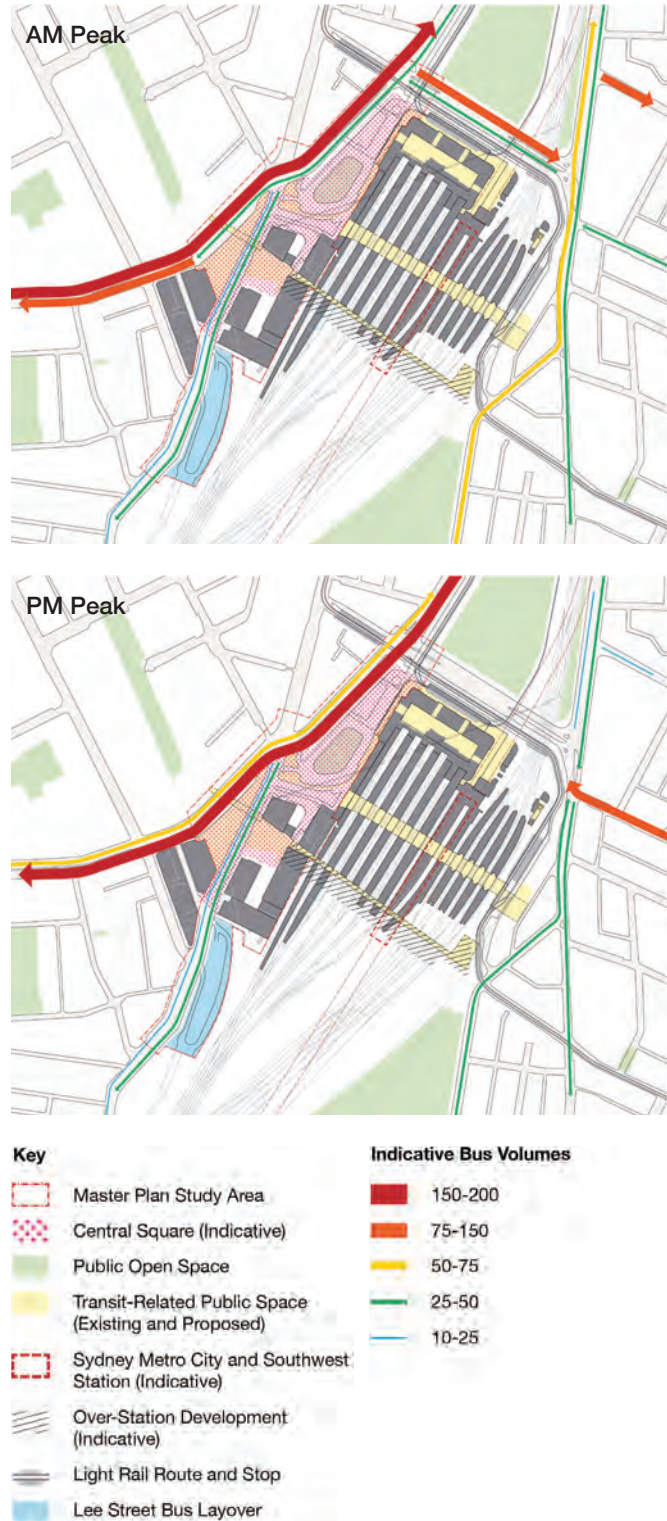 AM Peak
PM Peak
Key
Master Plan Study Area
Central Square (Indicative)
Public Open Space
Transit-Related Public Space
(Existing and Proposed)
Sydney Metro City and Southwest
Station (Indicative)
Over-Station Development
(Indicative)
Light Rail Route and Stop
Lee Street Bus Layover
Indicative Bus Volumes
150-200
75-150
50-75
25-50
10-25